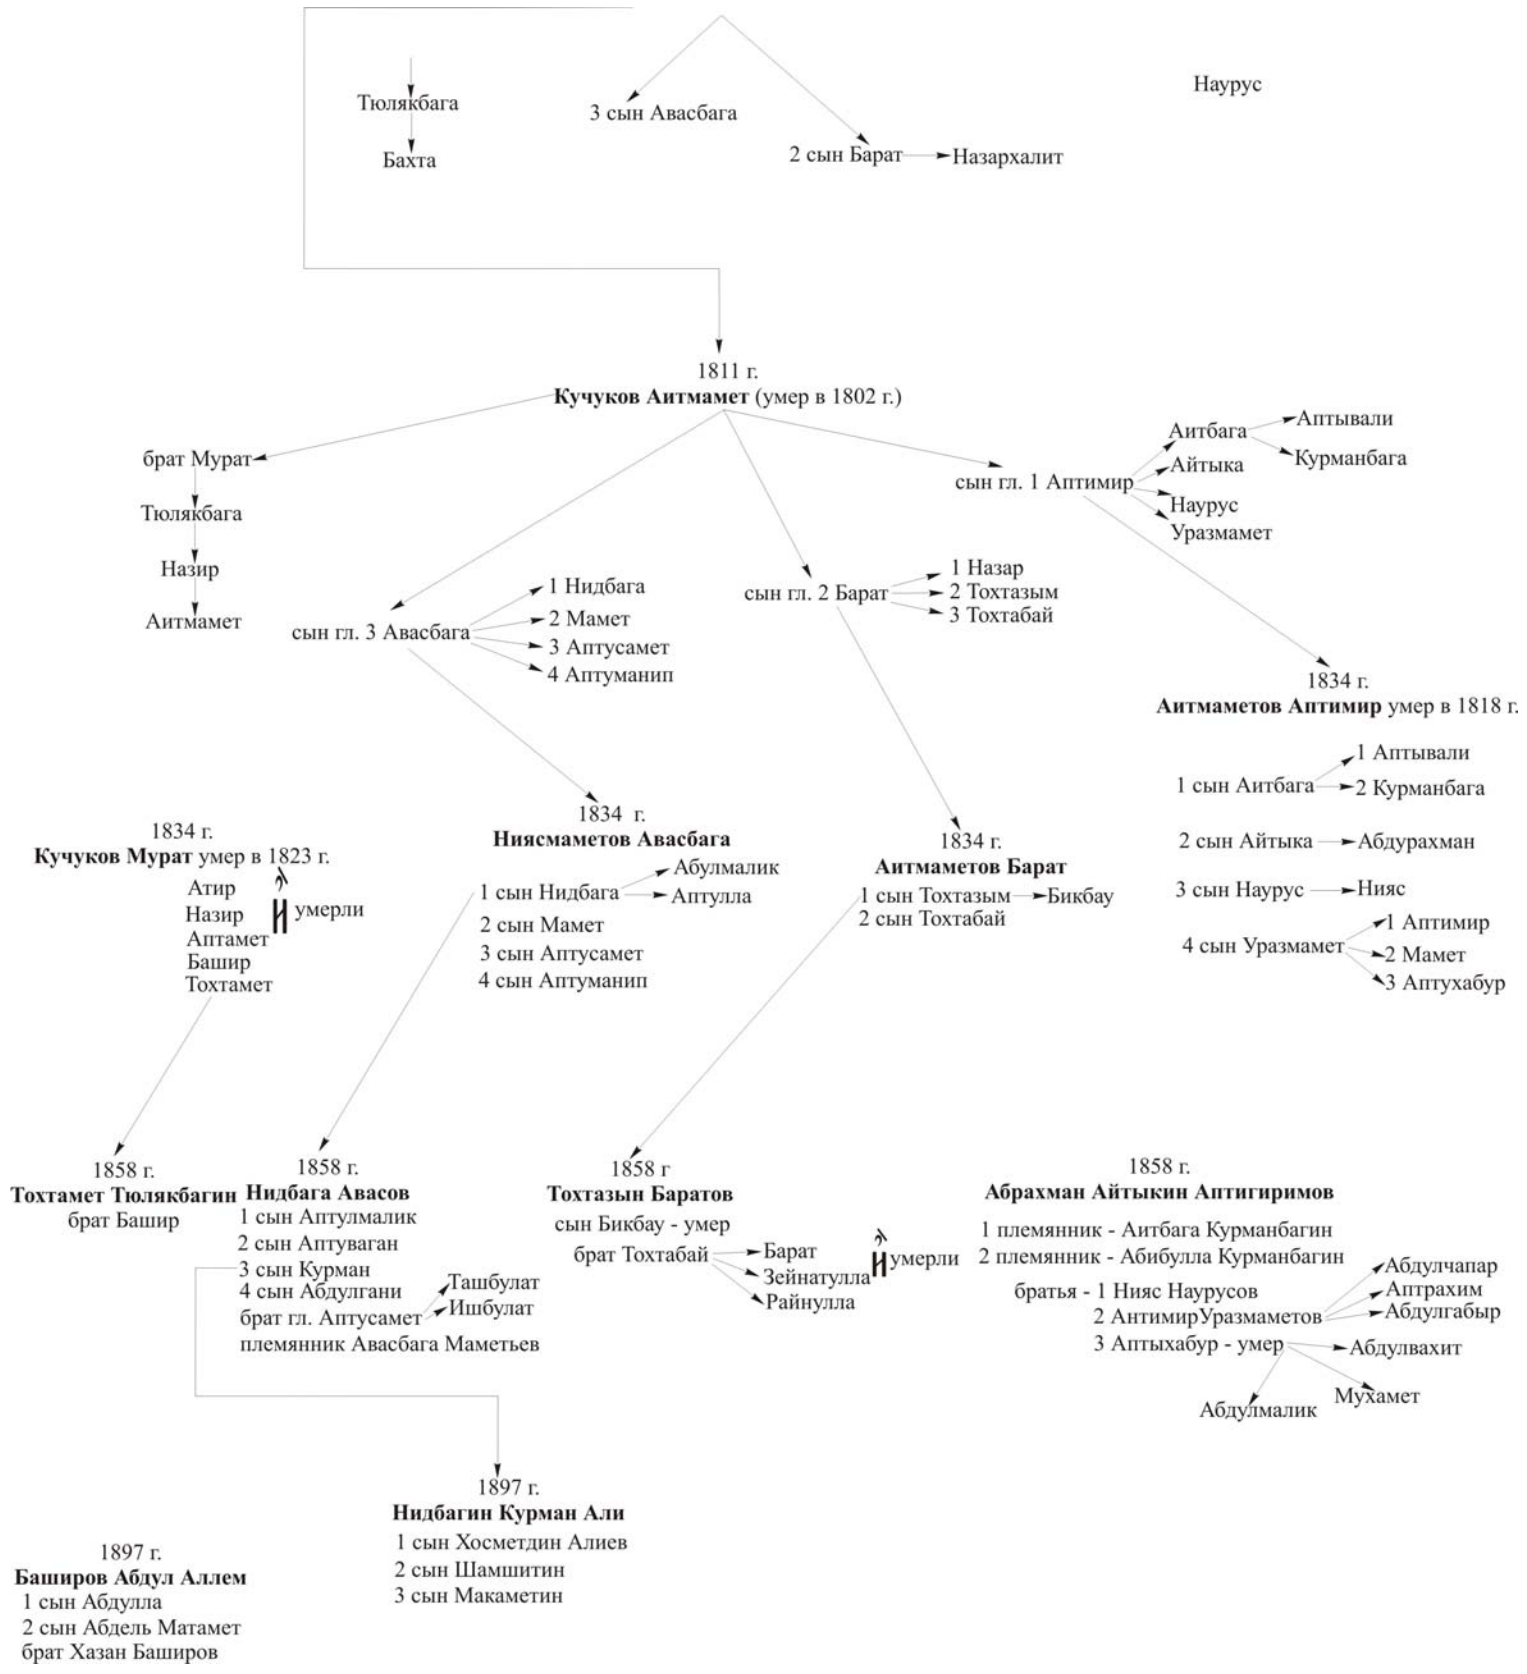 Наурус
Тюлякбага
3 сын Авасбага
2 сын Барат
Назархалит
Бахта
1811 г.
Кучуков Аитмамет (умер в 1802 г.)
брат Мурат
Тюлякбага
Назир
Аитмамет
сын гл. 3 Авасбага
1 Нидбага
2 Мамет
3 Аптусамет
4 Аптуманип
сын гл. 2 Барат
1 Назар
2 Тохтазым
3 Тохтабай
сын гл. 1 Аптимир
Аитбага
Аптывали
Курманбага
Айтыка
Наурус
Уразмамет
1834 г.
Кучуков Мурат умер в 1823 г.
Атир
Назир
Аптамет
Башир
Тохтамет
умерли
1834 г.
Ниясмаметов Авасбага
1 сын Нидбага
Абулмалик
Аптулла
2 сын Мамет
3 сын Аптусамет
4 сын Аптуманип
1834 г.
Аитмаметов Барат
1 сын Тохтазым
Бикбау
2 сын Тохтабай
1834 г.
Аитмаметов Аптимир умер в 1818 г.
1 сын Аитбага
1 Аптывали
2 Курманбага
2 сын Айтыка
Абдурахман
3 сын Наурус
Нияс
4 сын Уразмамет
1 Аптимир
2 Мамет
3 Аптухабур
1858 г.
Тохтамет Тюлякбагин
брат Башир
1858 г.
Нидбага Авасов
1 сын Аптулмалик
2 сын Аптуваган
3 сын Курман
4 сын Абдулгани
брат гл. Аптусамет
Ташбулат
Ишбулат
племянник Авасбага Маметьев
1858 г
Тохтазын Баратов
сын Бикбау - умер
брат Тохтабай
Барат
Зейнатулла
Райнулла
умерли
1858 г.
Абрахман Айтыкин Аптигиримов
1 племянник - Аитбага Курманбагин
2 племянник - Абибулла Курманбагин
братья - 1 Нияс Наурусов
2 АнтимирУразмаметов
Абдулчапар
Аптрахим
Абдулгабыр
3 Аптыхабур - умер
Абдулвахит
Мухамет
Абдулмалик
1897 г.
Нидбагин Курман Али
1 сын Хосметдин Алиев
2 сын Шамшитин
3 сын Макаметин
1897 г.
Баширов Абдул Аллем
1 сын Абдулла
2 сын Абдель Матамет
брат Хазан Баширов